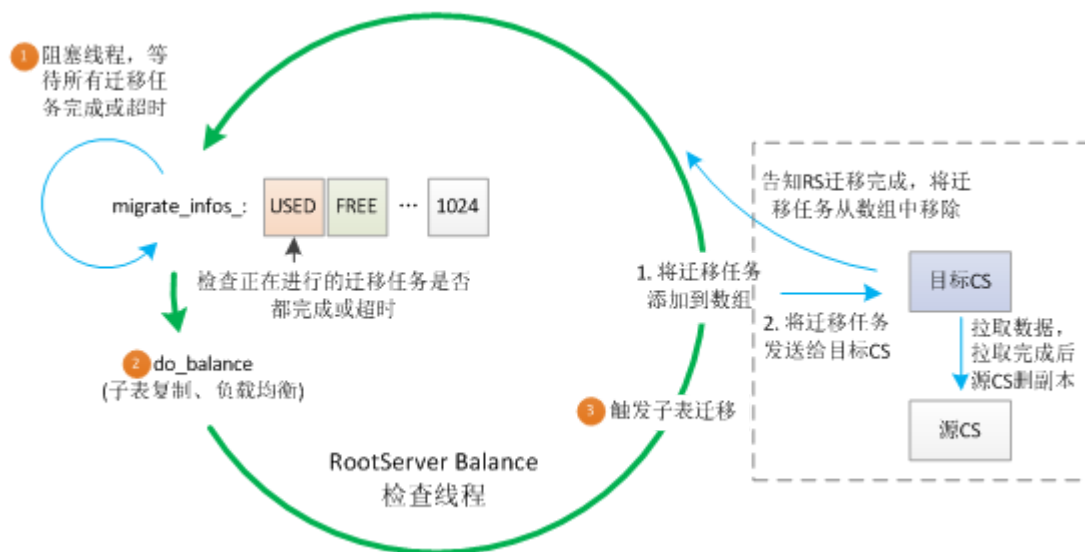 1 阻塞线程，等
待所有迁移任
务完成或超时
migrate_infos_: USED FREE ... 1024
检查正在进行的迁移任务是否
都完成或超时
2 do_balance
(子表复制、负载均衡)
RootServer Balance
检查线程
3 触发子表迁移
1. 将迁移任务
添加到数组
2. 将迁移任务
发送给目标CS
告知RS迁移完成，将迁
移任务从数组中移除
目标CS
拉取数据，
拉取完成后
源CS删副本
源CS